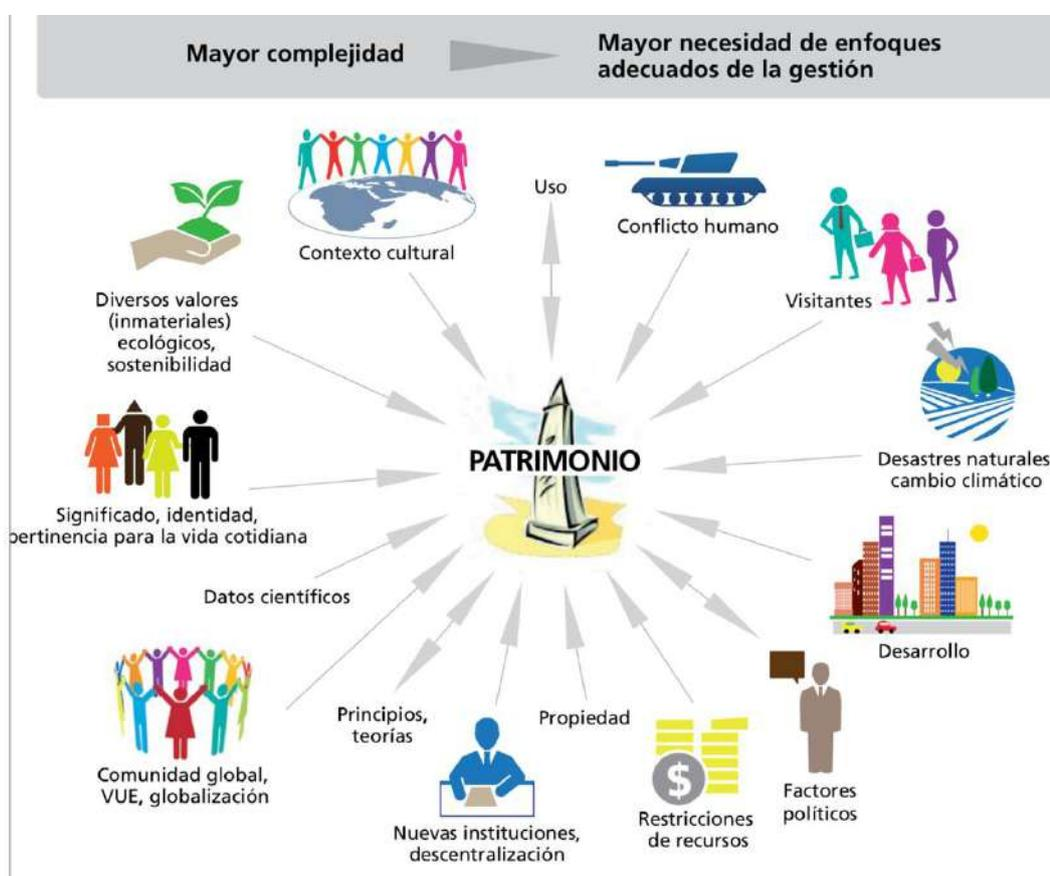 Mayor complejidad
Mayor necesidad de enfoques
adecuados de la gestión
Contexto cultural
Uso
Conflicto humano
Visitantes
Diversos valores
(inmateriales)
ecológicos,
sostenibilidad
PATRIMONIO
Desastres naturales
cambio climático
Significado, identidad,
pertinencia para la vida cotidiana
Datos científicos
Desarrollo
Principios,
teorías
Propiedad
Comunidad global,
VUE, globalización
$
Nuevas instituciones,
descentralización
Restricciones
de recursos
Factores
políticos